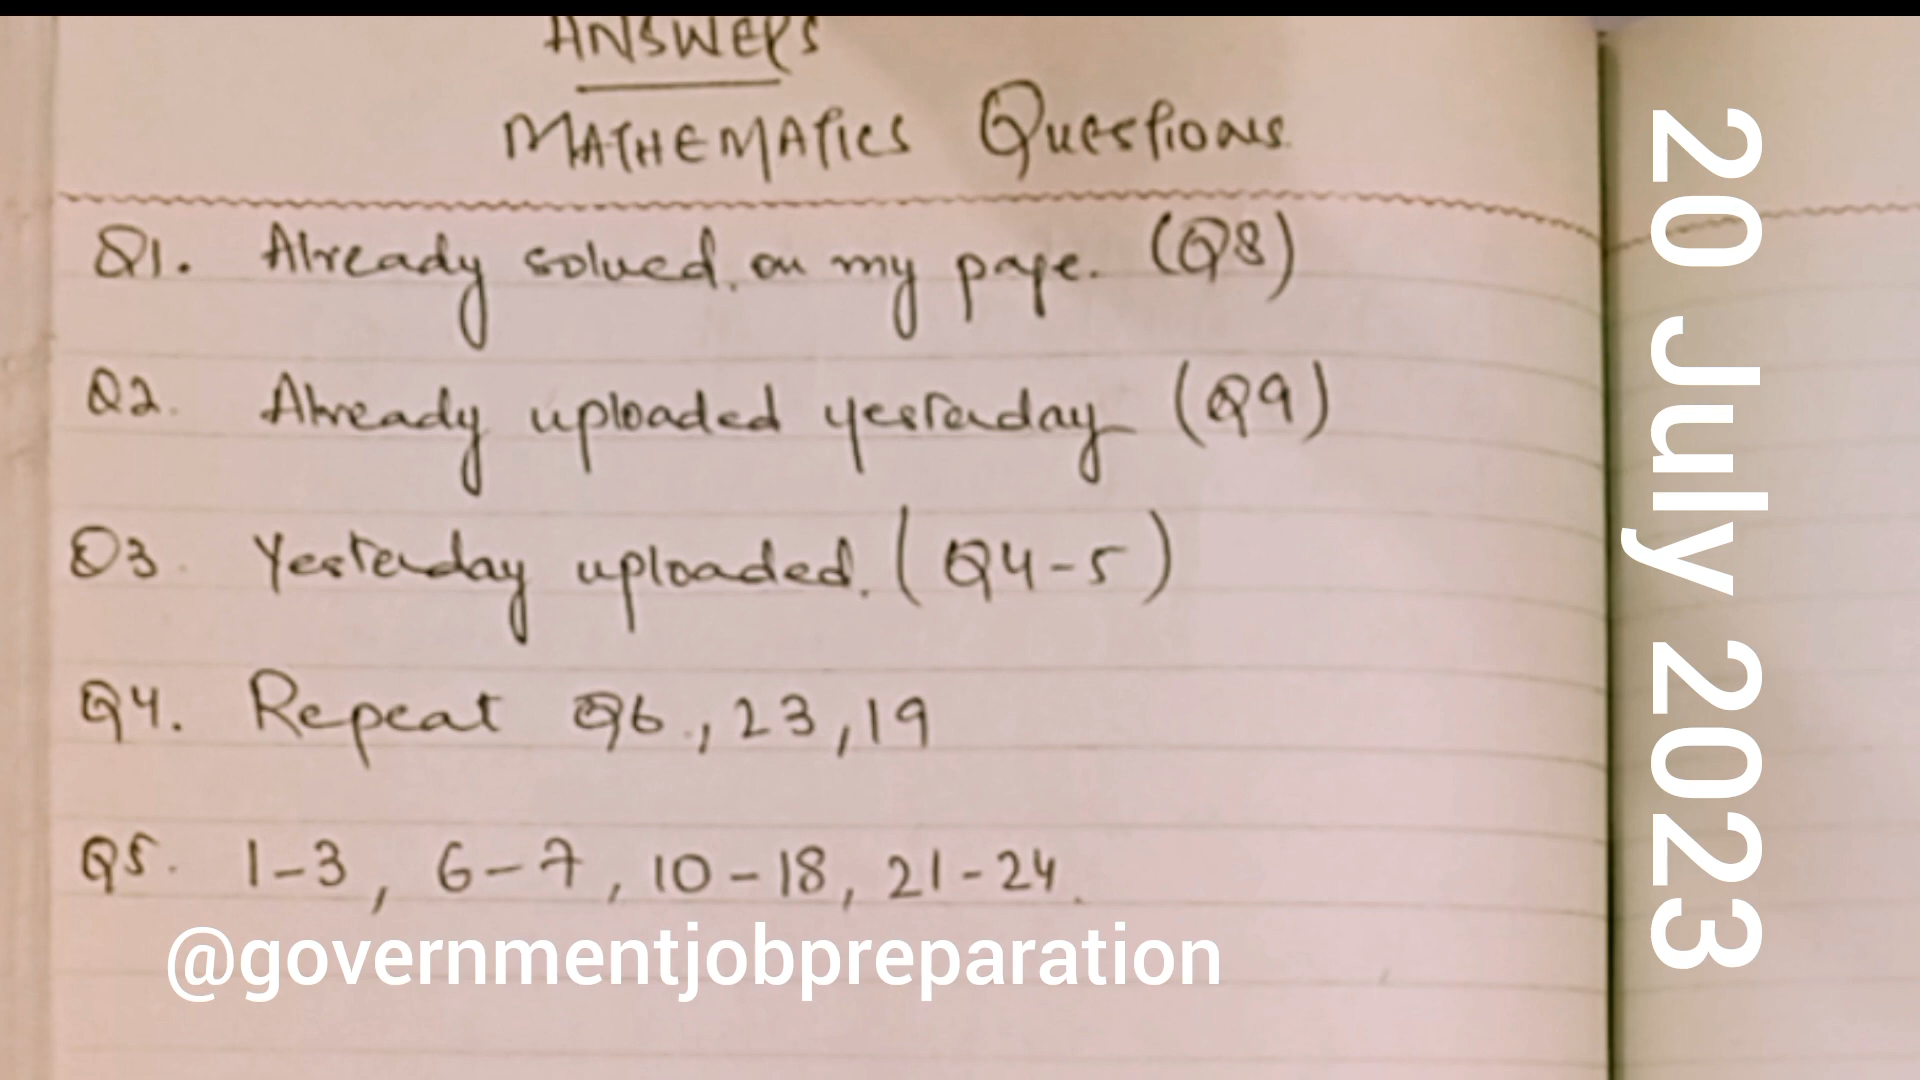 ANSWERS
MATHEMATICS Questions
Q1. Already solved on my page. (Q8)
Q2. Already uploaded yesterday (Q9)
Q3. Yesterday uploaded. (Q4-5)
Q4. Repeat Q6, 23, 19
Q5. 1-3, 6-7, 10-18, 21-24.
@governmentjobpreparation
20 July 2023